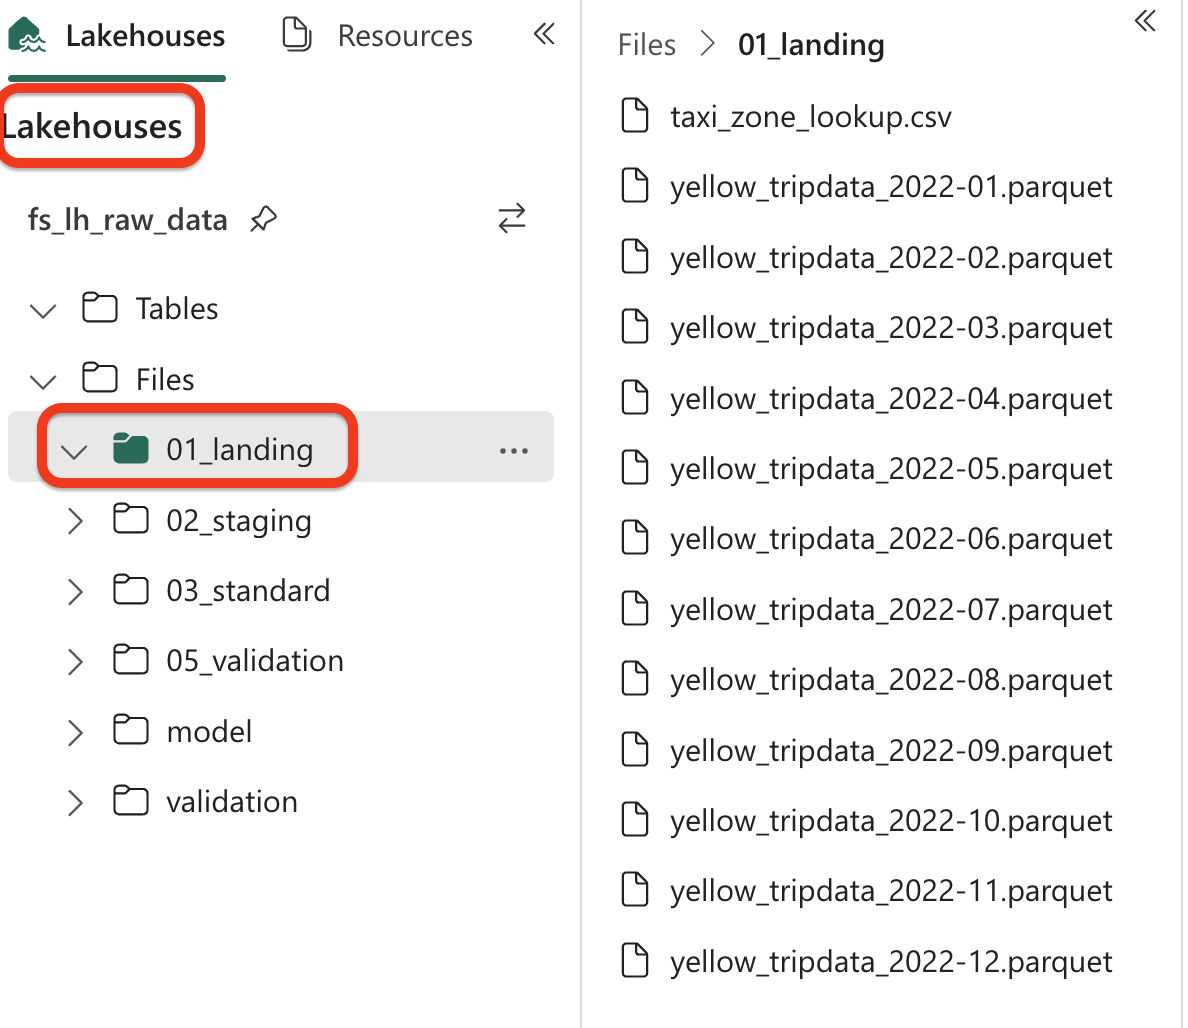 Lakehouses
Resources
Lakehouses
fs_lh_raw_data
Tables
Files
01_landing
02_staging
03_standard
05_validation
model
validation
Files > 01_landing
taxi_zone_lookup.csv
yellow_tripdata_2022-01.parquet
yellow_tripdata_2022-02.parquet
yellow_tripdata_2022-03.parquet
yellow_tripdata_2022-04.parquet
yellow_tripdata_2022-05.parquet
yellow_tripdata_2022-06.parquet
yellow_tripdata_2022-07.parquet
yellow_tripdata_2022-08.parquet
yellow_tripdata_2022-09.parquet
yellow_tripdata_2022-10.parquet
yellow_tripdata_2022-11.parquet
yellow_tripdata_2022-12.parquet